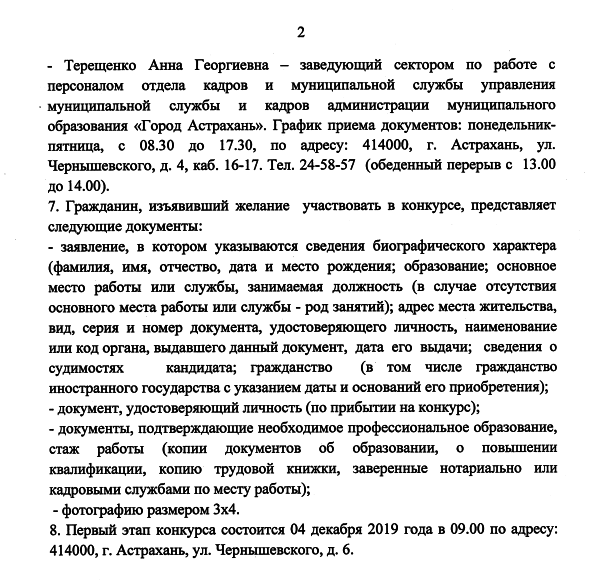 2
- Терещенко Анна Георгиевна – заведующий сектором по работе с
персоналом отдела кадров и муниципальной службы управления
муниципальной службы и кадров администрации муниципального
образования «Город Астрахань». График приема документов: понедельник-
пятница, с 08.30 до 17.30, по адресу: 414000, г. Астрахань, ул.
Чернышевского, д. 4, каб. 16-17. Тел. 24-58-57 (обеденный перерыв с 13.00
до 14.00).
7. Гражданин, изъявивший желание участвовать в конкурсе, представляет
следующие документы:
- заявление, в котором указываются сведения биографического характера
(фамилия, имя, отчество, дата и место рождения; образование; основное
место работы или службы, занимаемая должность (в случае отсутствия
основного места работы или службы - род занятий); адрес места жительства,
вид, серия и номер документа, удостоверяющего личность, наименование
или код органа, выдавшего данный документ, дата его выдачи; сведения о
судимостях кандидата; гражданство (в том числе гражданство
иностранного государства с указанием даты и оснований его приобретения);
- документ, удостоверяющий личность (по прибытии на конкурс);
- документы, подтверждающие необходимое профессиональное образование,
стаж работы (копии документов об образовании, о повышении
квалификации, копию трудовой книжки, заверенные нотариально или
кадровыми службами по месту работы);
- фотографию размером 3х4.
8. Первый этап конкурса состоится 04 декабря 2019 года в 09.00 по адресу:
414000, г. Астрахань, ул. Чернышевского, д. 6.